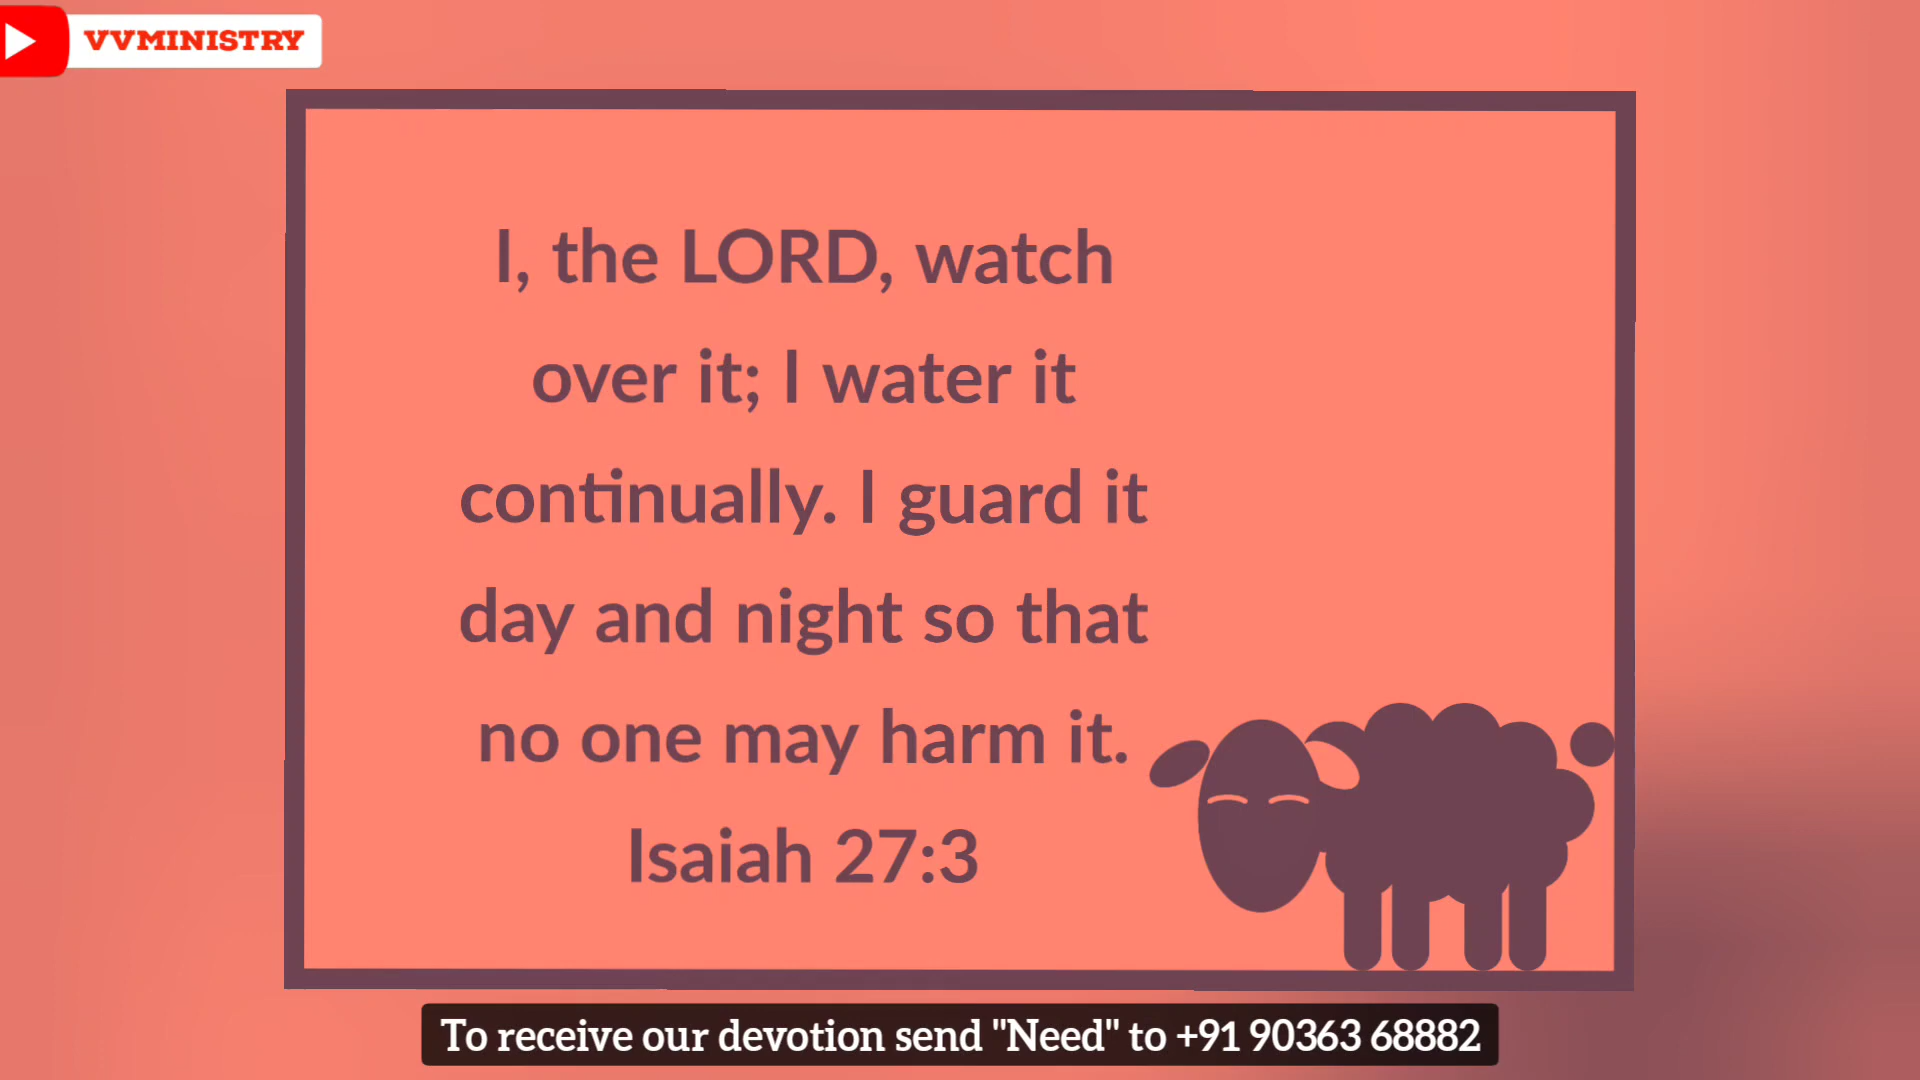 VVMINISTRY
I, the LORD, watch
over it; I water it
continually. I guard it
day and night so that
no one may harm it.
Isaiah 27:3
To receive our devotion send "Need" to +91 90363 68882